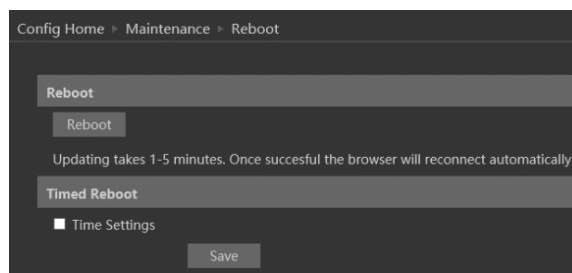 Config Home ▸ Maintenance ▸ Reboot
Reboot
Reboot
Updating takes 1-5 minutes. Once succesful the browser will reconnect automatically
Timed Reboot
Time Settings
Save